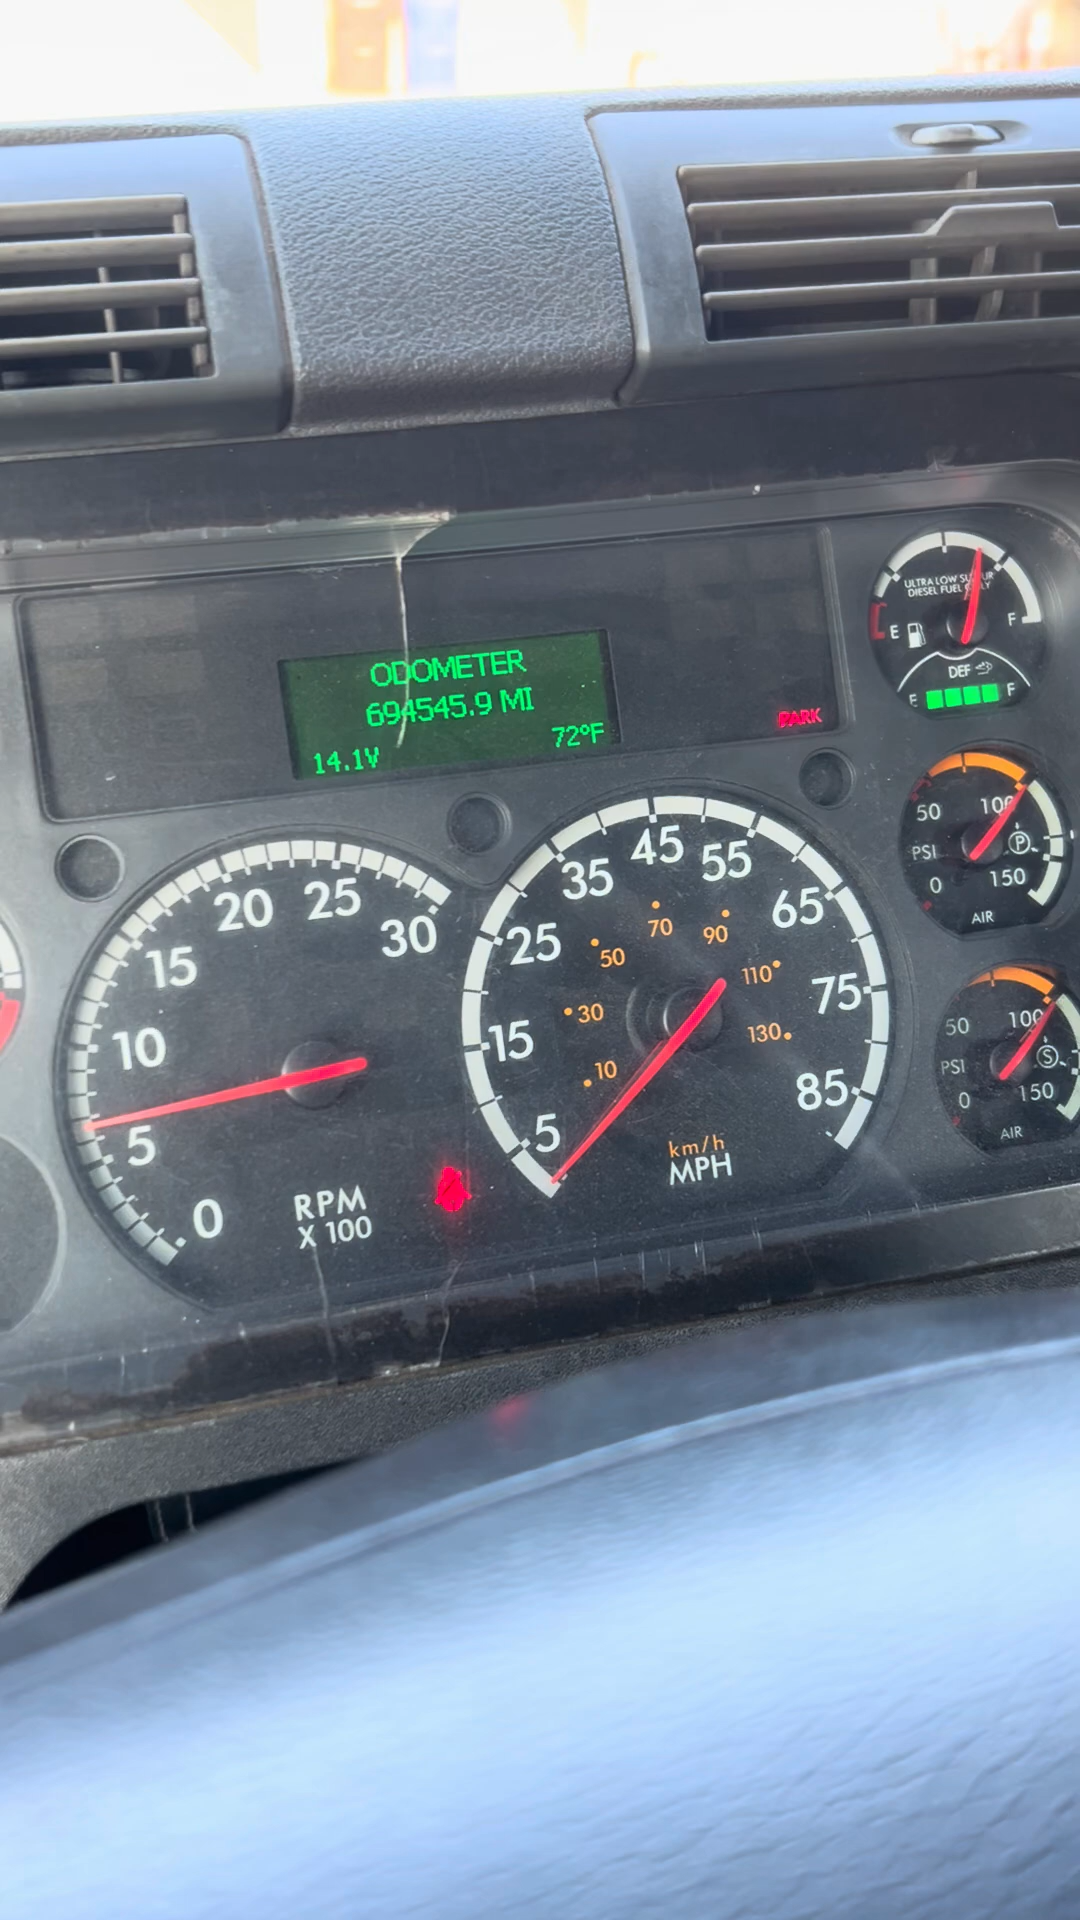 ODOMETER
694545.9 MI
14.1V
72°F
PARK
ULTRA LOW SULFUR
DIESEL FUEL ONLY
E
F
DEF
E
F
50
100
PSI
P
0
150
AIR
50
100
PSI
S
0
150
AIR
0
5
10
15
20
25
30
RPM
X 100
5
15
25
35
45
55
65
75
85
10
30
50
70
90
110
130
km/h
MPH